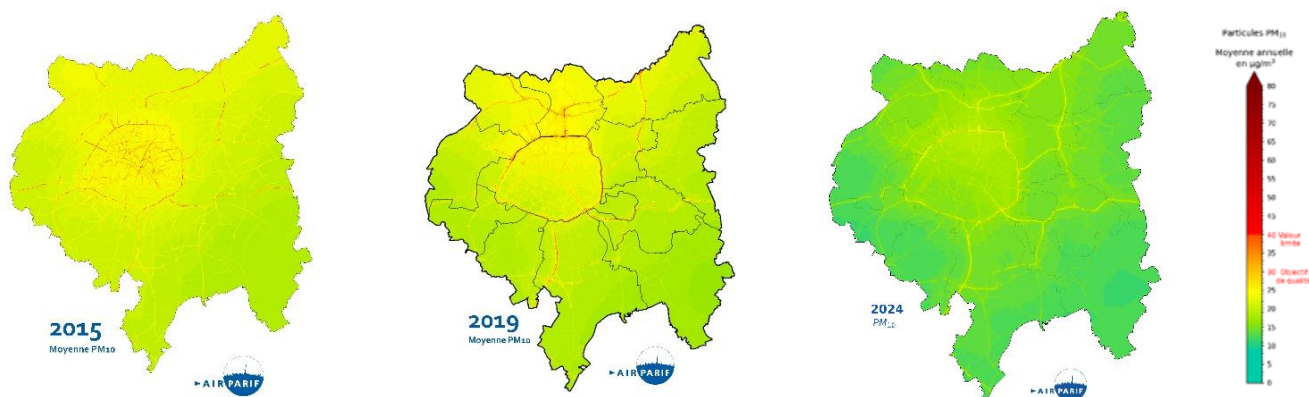 2015
Moyenne PM10
AIRPARIF
2019
Moyenne PM10
AIRPARIF
2024
PM₁₀
AIRPARIF
Particules PM₁₀
Moyenne annuelle
en µg/m³
80
75
70
65
60
55
50
45
40 Valeur
limite
35
30 Objectif
de qualité
25
20
15
10
5
0